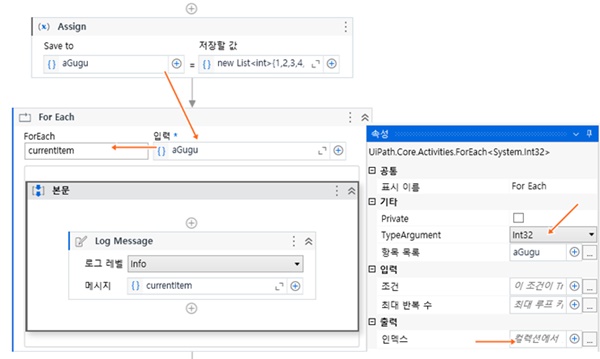 Assign
Save to
저장할 값
aGugu = new List<int>{1,2,3,4,
For Each
ForEach
입력 *
currentItem
aGugu
본문
Log Message
로그 레벨 Info
메시지 currentItem
속성
UiPath.Core.Activities.ForEach<System.Int32>
공통
표시 이름 For Each
기타
Private
TypeArgument Int32
항목 목록 aGugu ...
입력
조건 이 조건이 ...
최대 반복 수 최대 루프 ...
출력
인덱스 컬렉션에서 ...